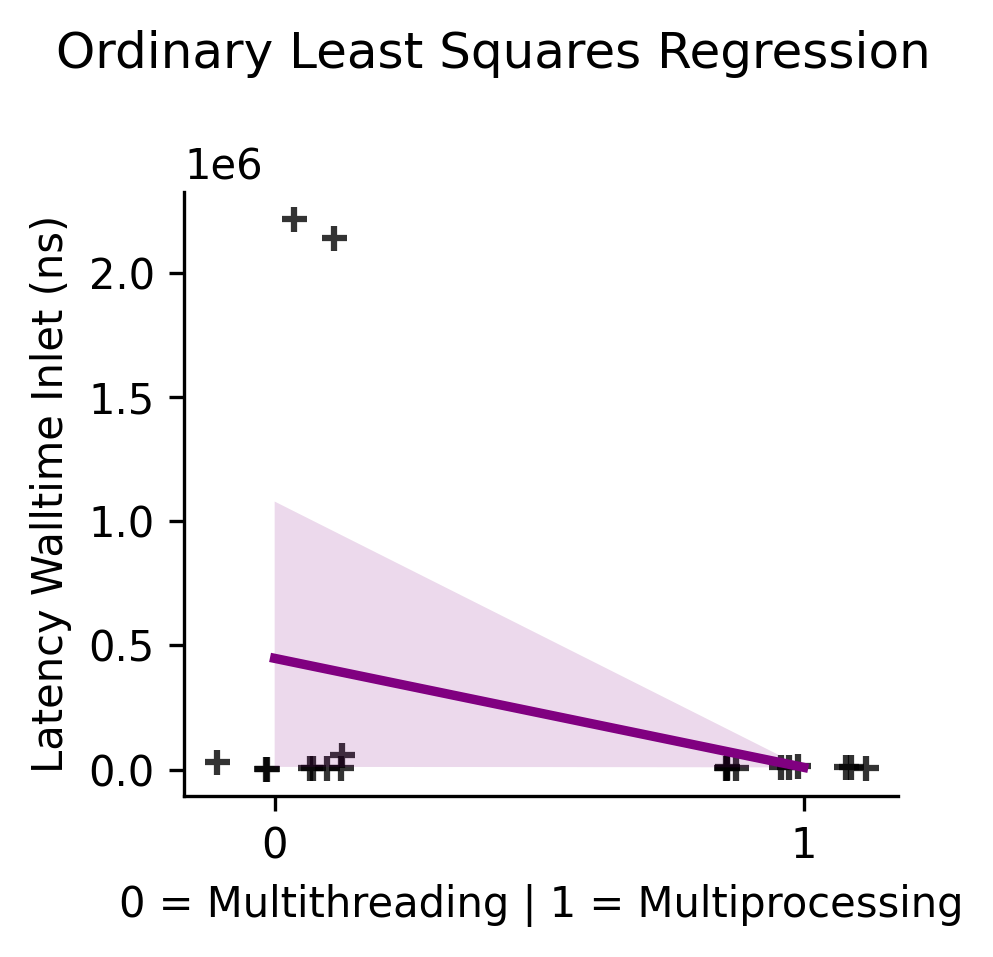 Ordinary Least Squares Regression
1e6
Latency Walltime Inlet (ns)
2.0
1.5
1.0
0.5
0.0
0 1
0 = Multithreading | 1 = Multiprocessing